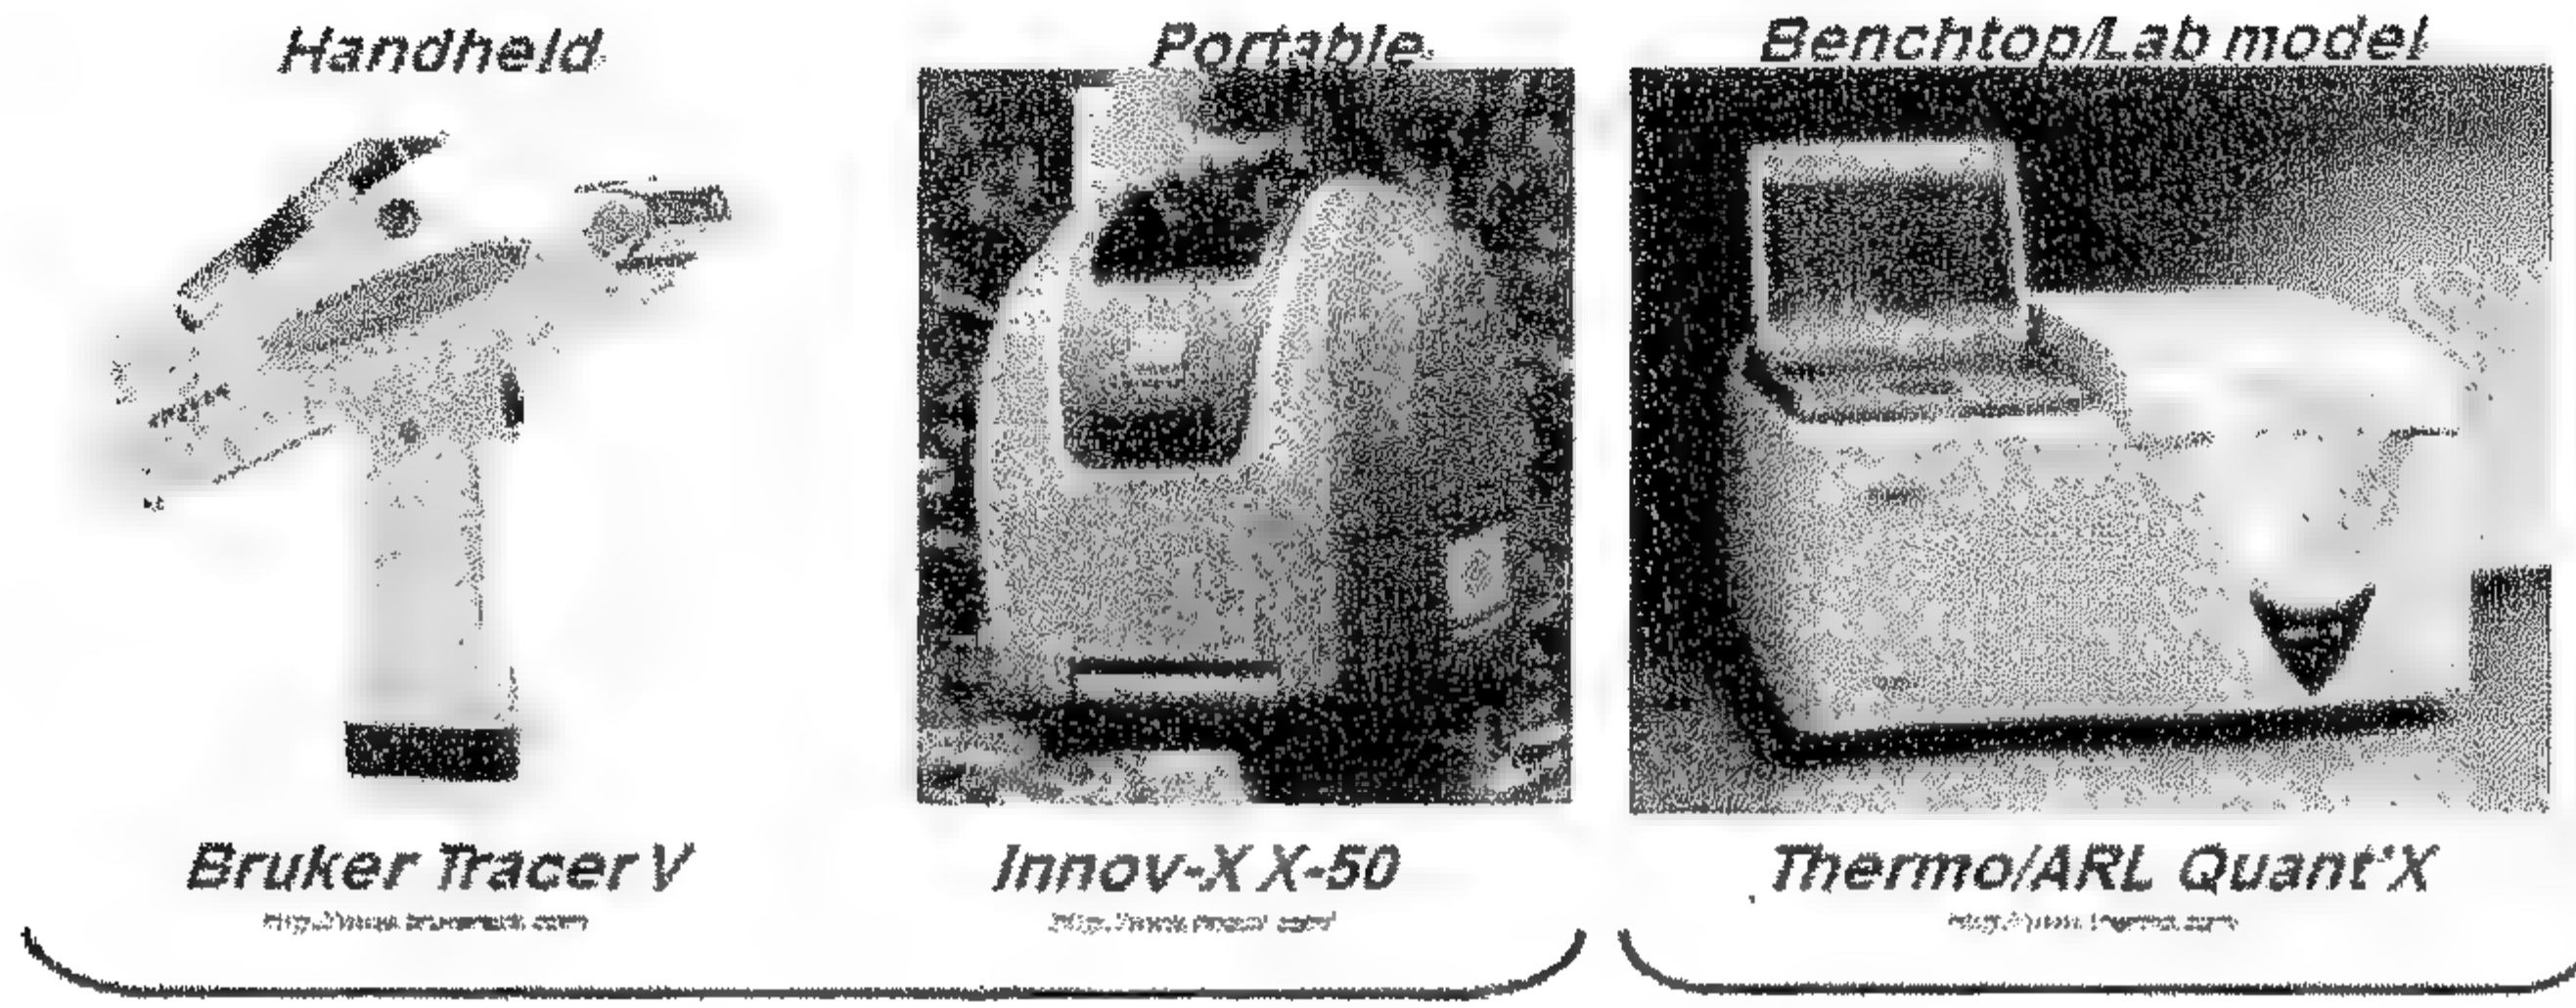 Handheld
Portable
Benchtop/Lab model
Bruker Tracer V
Innov-X X-50
Thermo/ARL Quant'X